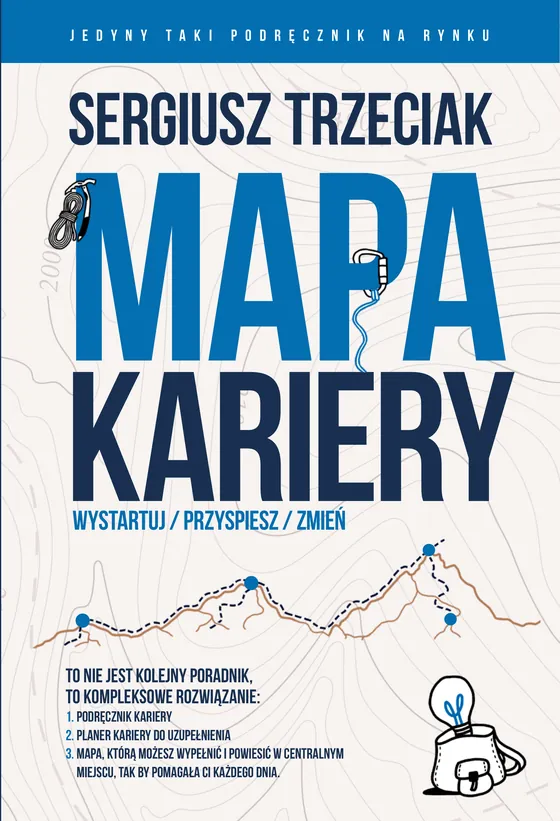 JEDYNY TAKI PODRĘCZNIK NA RYNKU
SERGIUSZ TRZECIAK
MAPA
KARIERY
WYSTARTUJ / PRZYSPIESZ / ZMIEŃ
TO NIE JEST KOLEJNY PORADNIK,
TO KOMPLEKSOWE ROZWIĄZANIE:
1. PODRĘCZNIK KARIERY
2. PLANER KARIERY DO UZUPEŁNIENIA
3. MAPA, KTÓRĄ MOŻESZ WYPEŁNIĆ I POWIESIĆ W CENTRALNYM
MIEJSCU, TAK BY POMAGAŁA CI KAŻDEGO DNIA.